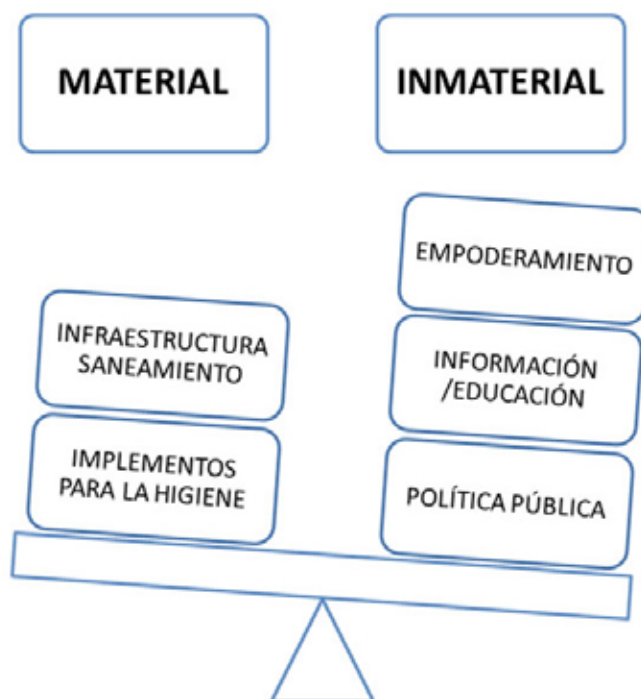 MATERIAL
INMATERIAL
EMPODERAMIENTO
INFRAESTRUCTURA
SANEAMIENTO
INFORMACIÓN
/EDUCACIÓN
IMPLEMENTOS
PARA LA HIGIENE
POLÍTICA PÚBLICA